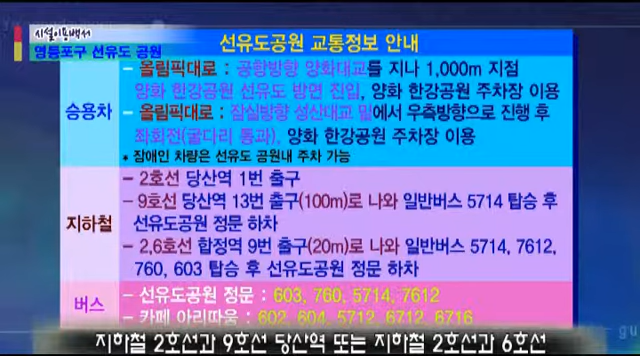 시설이용백서
영등포구 선유도 공원
선유도공원 교통정보 안내
승용차
- 올림픽대로 : 공항방향 양화대교를 지나 1,000m 지점
양화 한강공원 선유도 방면 진입, 양화 한강공원 주차장 이용
- 올림픽대로 : 잠실방향 성산대교 밑에서 우측방향으로 진행 후
좌회전(굴다리 통과), 양화 한강공원 주차장 이용
* 장애인 차량은 선유도 공원내 주차 가능
지하철
- 2호선 당산역 1번 출구
- 9호선 당산역 13번 출구(100m)로 나와 일반버스 5714 탑승 후
선유도공원 정문 하차
- 2,6호선 합정역 9번 출구(20m)로 나와 일반버스 5714, 7612,
760, 603 탑승 후 선유도공원 정문 하차
버스
- 선유도공원 정문 : 603, 760, 5714, 7612
- 카페 아리따움 : 602, 604, 5712, 6712, 6716
지하철 2호선과 9호선 당산역 또는 지하철 2호선과 6호선